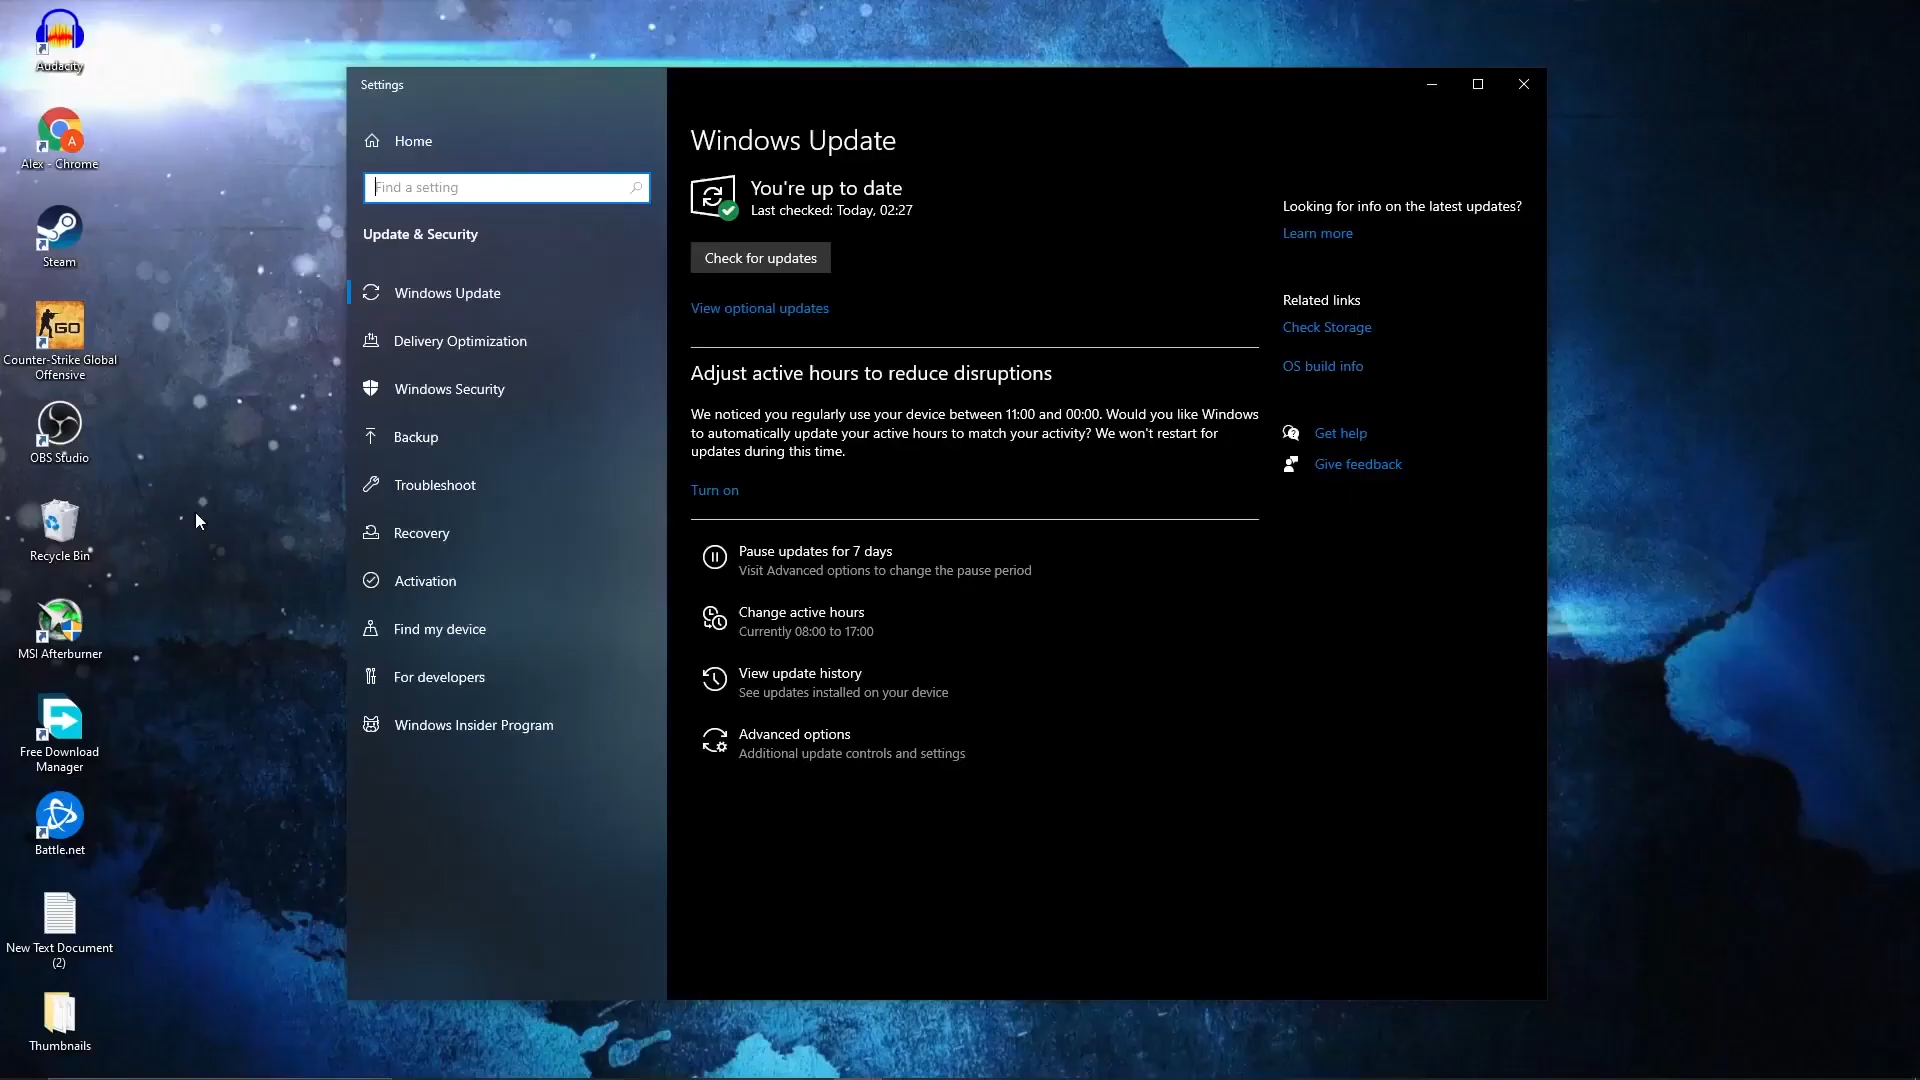 Audacity
Alex - Chrome
Steam
GO
Counter-Strike Global
Offensive
OBS Studio
Recycle Bin
MSI Afterburner
Free Download
Manager
Battle.net
New Text Document
(2)
Thumbnails
Settings
Home
Find a setting
Update & Security
Windows Update
Delivery Optimization
Windows Security
Backup
Troubleshoot
Recovery
Activation
Find my device
For developers
Windows Insider Program
Windows Update
You're up to date
Last checked: Today, 02:27
Check for updates
View optional updates
Adjust active hours to reduce disruptions
We noticed you regularly use your device between 11:00 and 00:00. Would you like Windows
to automatically update your active hours to match your activity? We won't restart for
updates during this time.
Turn on
Pause updates for 7 days
Visit Advanced options to change the pause period
Change active hours
Currently 08:00 to 17:00
View update history
See updates installed on your device
Advanced options
Additional update controls and settings
Looking for info on the latest updates?
Learn more
Related links
Check Storage
OS build info
Get help
Give feedback